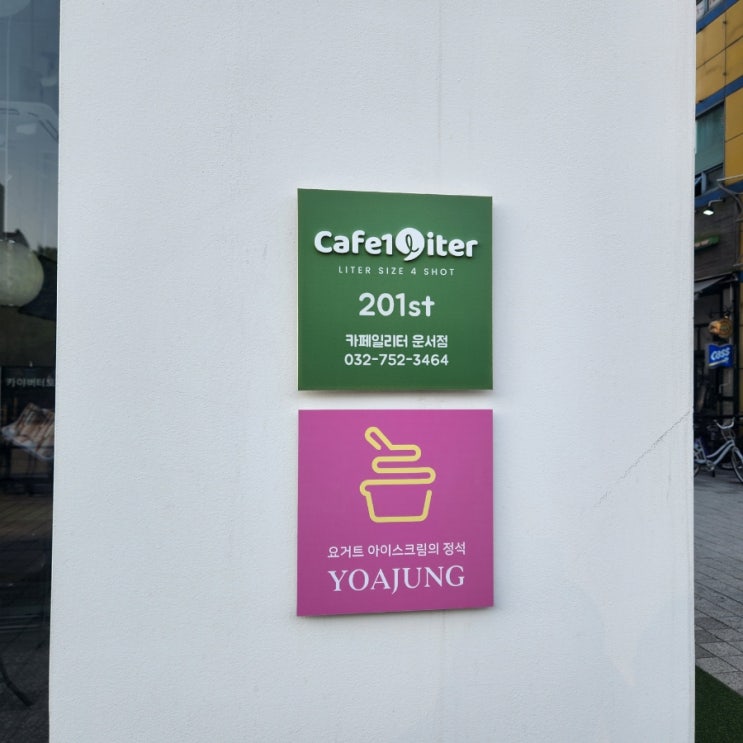 Cafe1Liter
LITER SIZE 4 SHOT
201st
카페일리터 운서점
032-752-3464
요거트 아이스크림의 정석
YOAJUNG
cass